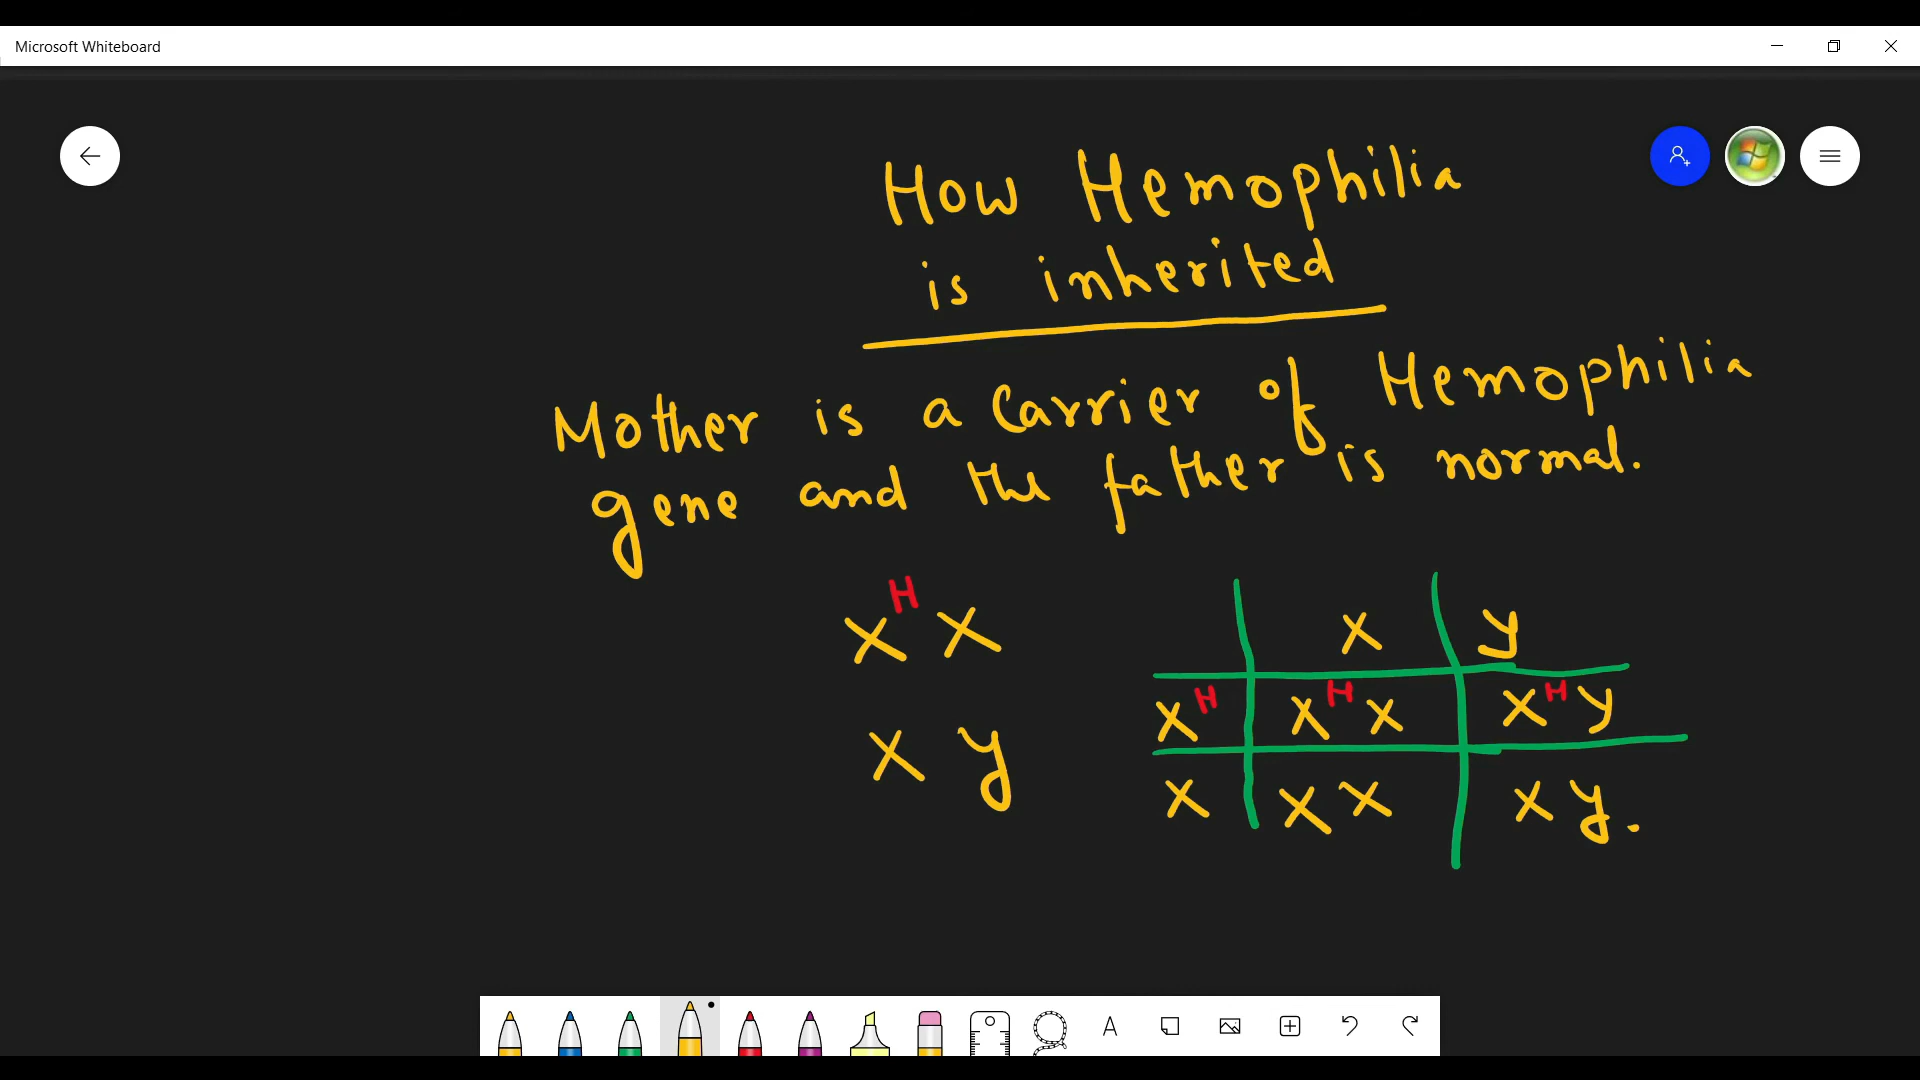 Microsoft Whiteboard
How Hemophilia
is inherited
Mother is a Carrier of Hemophilia
gene and the father is normal.
X^H X
X y
X y
X^H X^H X X^H y
X X X X y.
A